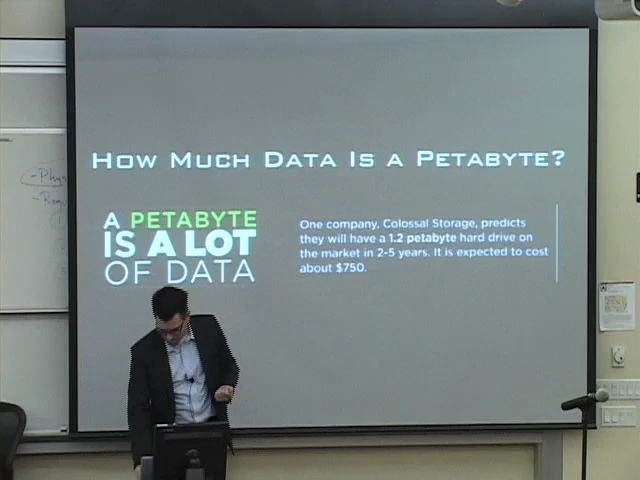 How Much Data Is a Petabyte?
A PETABYTE
IS A LOT
OF DATA
One company, Colossal Storage, predicts
they will have a 1.2 petabyte hard drive on
the market in 2-5 years. It is expected to cost
about $750.